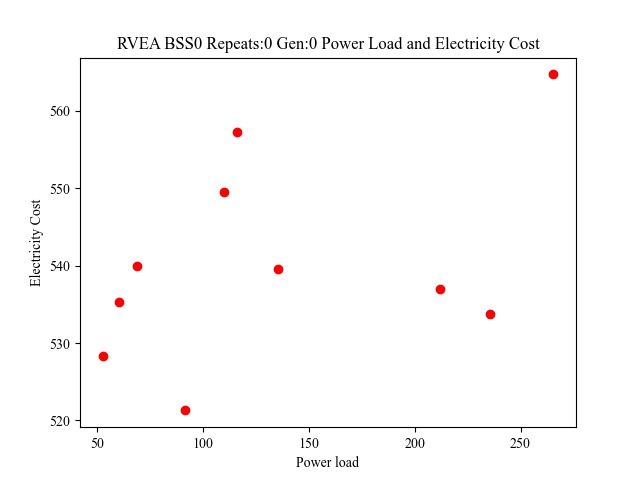 RVEA BSS0 Repeats:0 Gen:0 Power Load and Electricity Cost
560
550
540
530
520
Electricity Cost
50 100 150 200 250
Power load